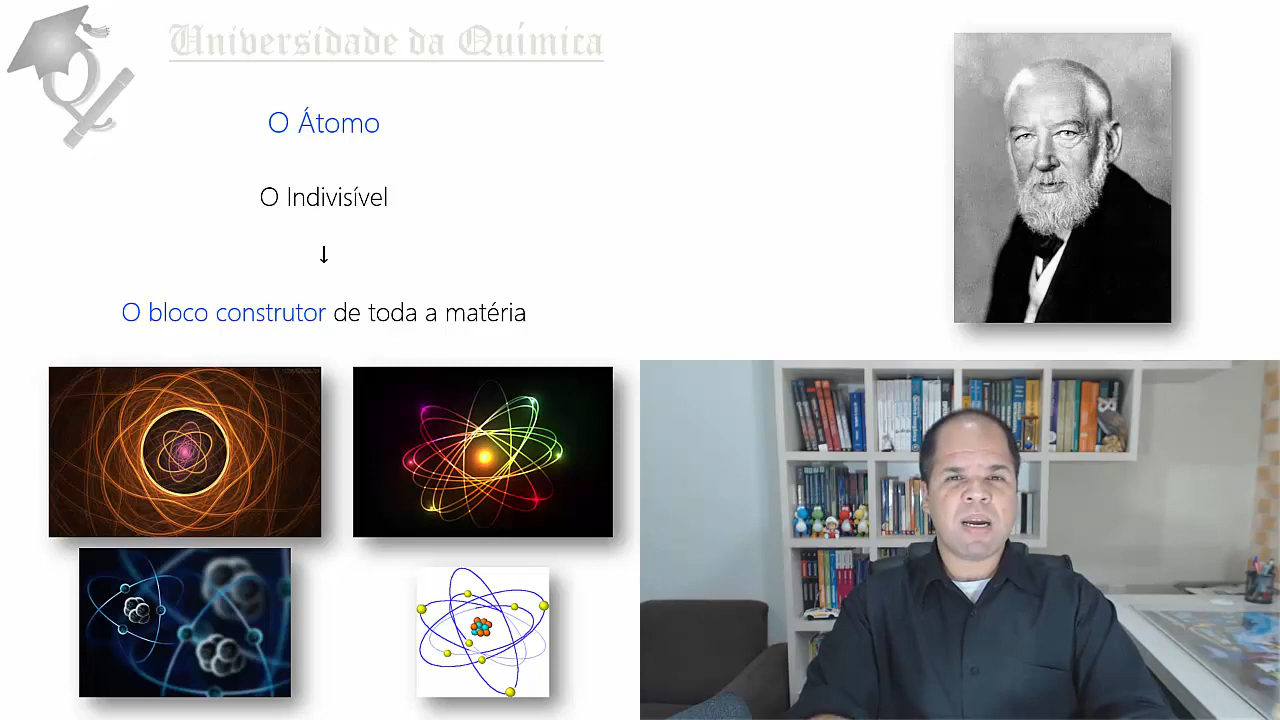 Universidade da Química
O Átomo
O Indivisível
↓
O bloco construtor de toda a matéria